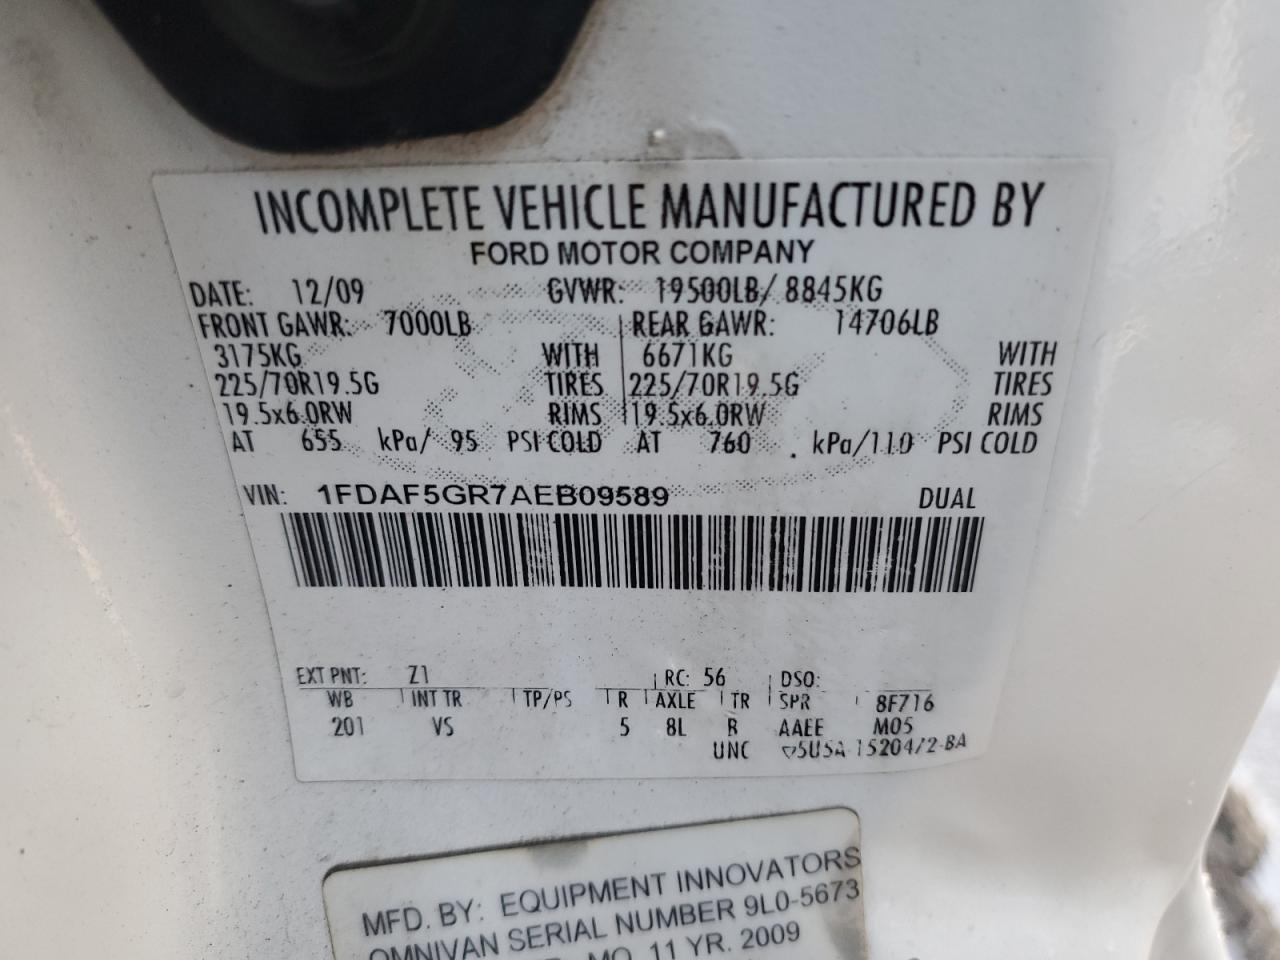 INCOMPLETE VEHICLE MANUFACTURED BY
FORD MOTOR COMPANY
DATE: 12/09 GVWR: 19500LB/ 8845KG
FRONT GAWR: 7000LB REAR GAWR: 14706LB
3175KG WITH 6671KG WITH
225/70R19.5G TIRES 225/70R19.5G TIRES
19.5x6.0RW RIMS 19.5x6.0RW RIMS
AT 655 kPa/ 95 PSI COLD AT 760 kPa/110 PSI COLD
VIN: 1FDAF5GR7AEB09589 DUAL
EXT PNT: Z1 RC: 56 DSO:
WB INT TR TP/PS R AXLE TR SPR 8F716
201 VS 5 8L R AAEE M05
UNC 5U5A-1520472-BA
MFD. BY: EQUIPMENT INNOVATORS
OMNIVAN SERIAL NUMBER 9L0-5673
MO. 11 YR. 2009